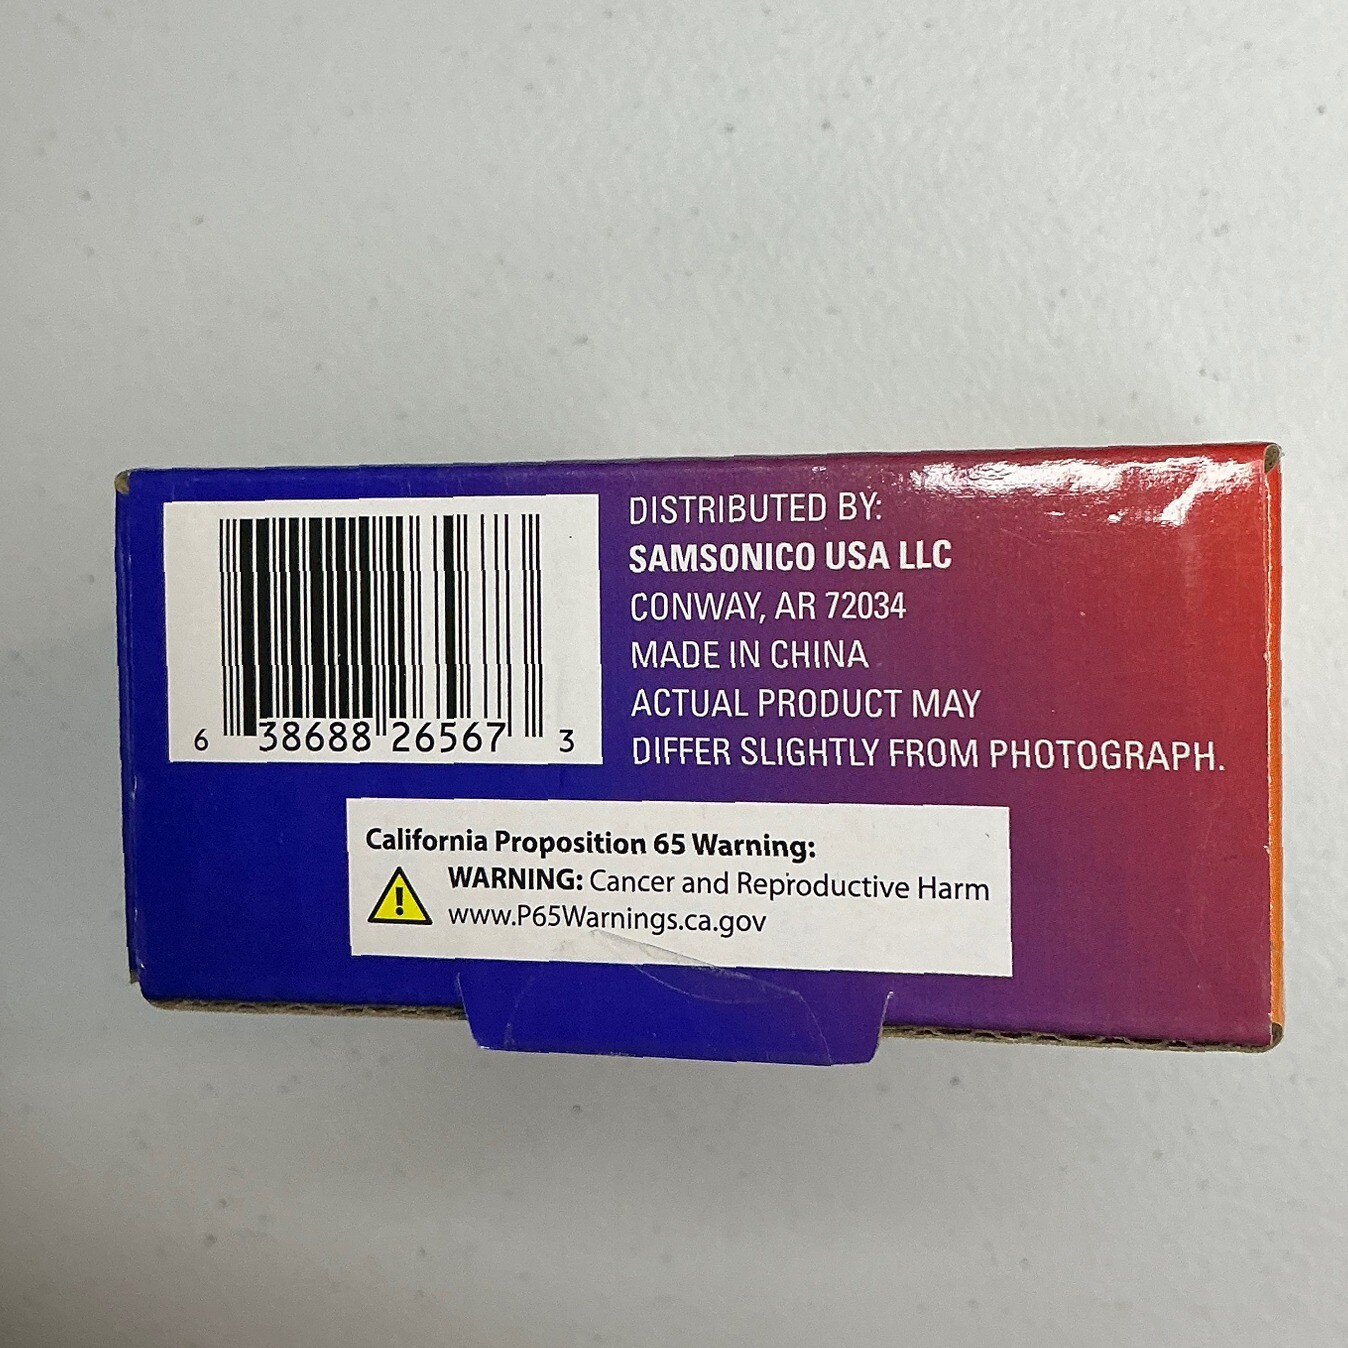 6 38688 26567 3
DISTRIBUTED BY:
SAMSONICO USA LLC
CONWAY, AR 72034
MADE IN CHINA
ACTUAL PRODUCT MAY
DIFFER SLIGHTLY FROM PHOTOGRAPH.
California Proposition 65 Warning:
WARNING: Cancer and Reproductive Harm
www.P65Warnings.ca.gov